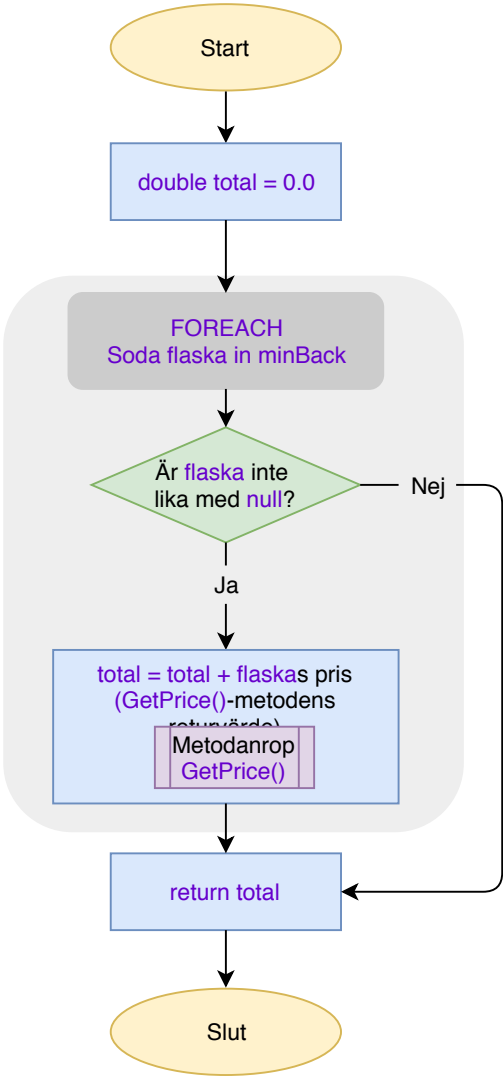 Start
double total = 0.0
FOREACH
Soda flaska in minBack
Är flaska inte
lika med null?
Nej
Ja
total = total + flaskas pris
(GetPrice()-metodens
returvärde)
Metodanrop
GetPrice()
return total
Slut